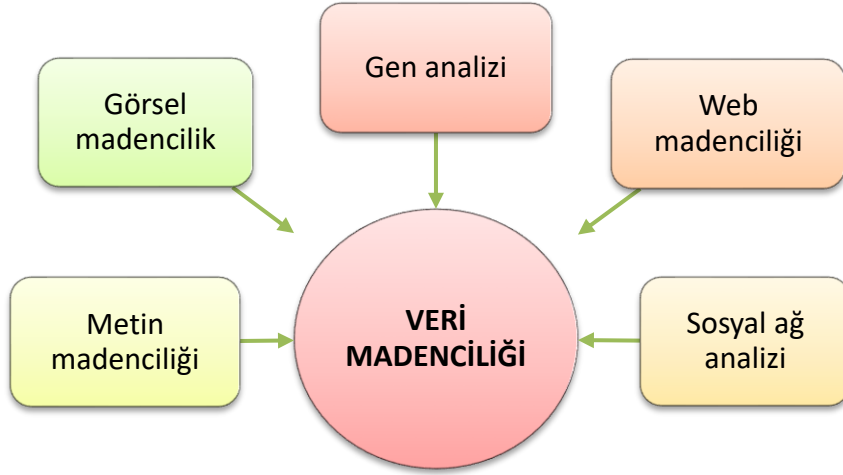 Gen analizi
Görsel
madencilik
Web
madenciliği
Metin
madenciliği
VERİ
MADENCİLİĞİ
Sosyal ağ
analizi